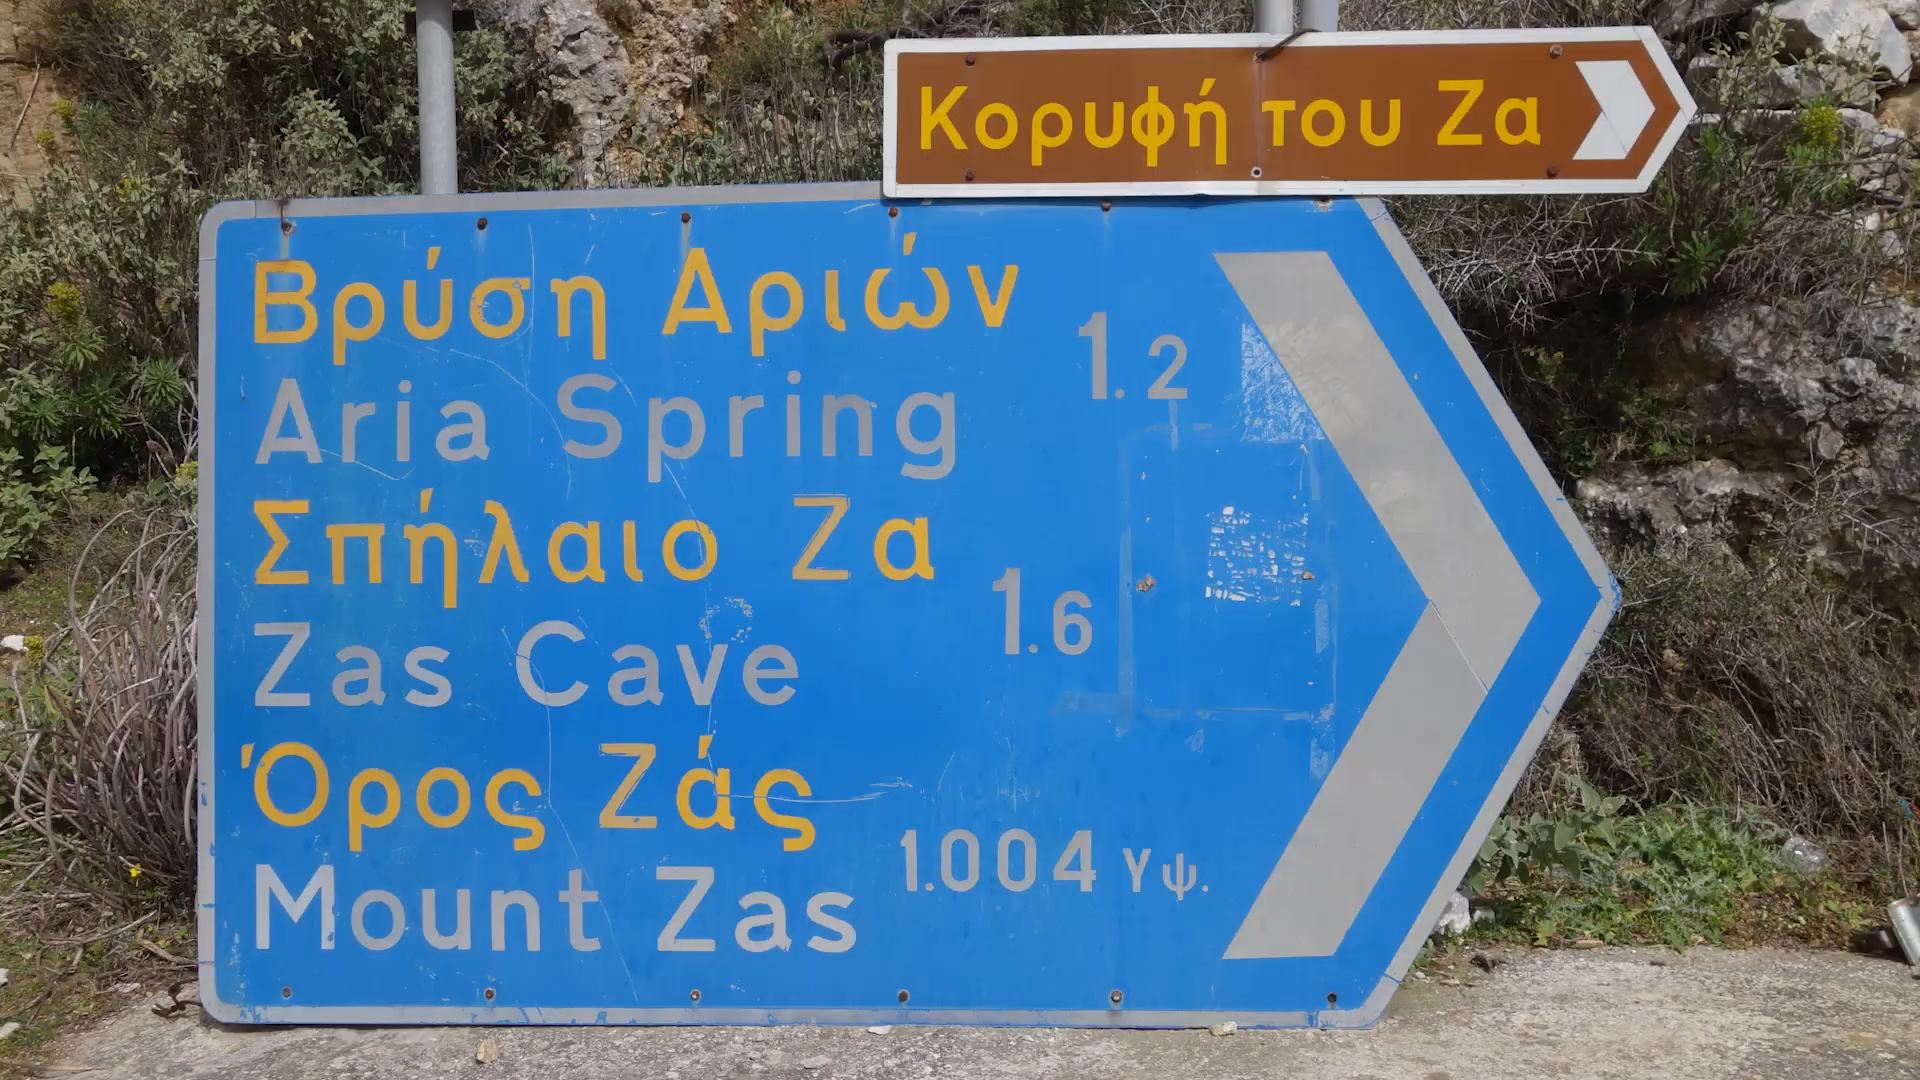 Κορυφή του Ζα
Βρύση Αριών
Aria Spring 1.2
Σπήλαιο Ζα
Zas Cave 1.6
Όρος Ζάς
Mount Zas 1.004 Υψ.